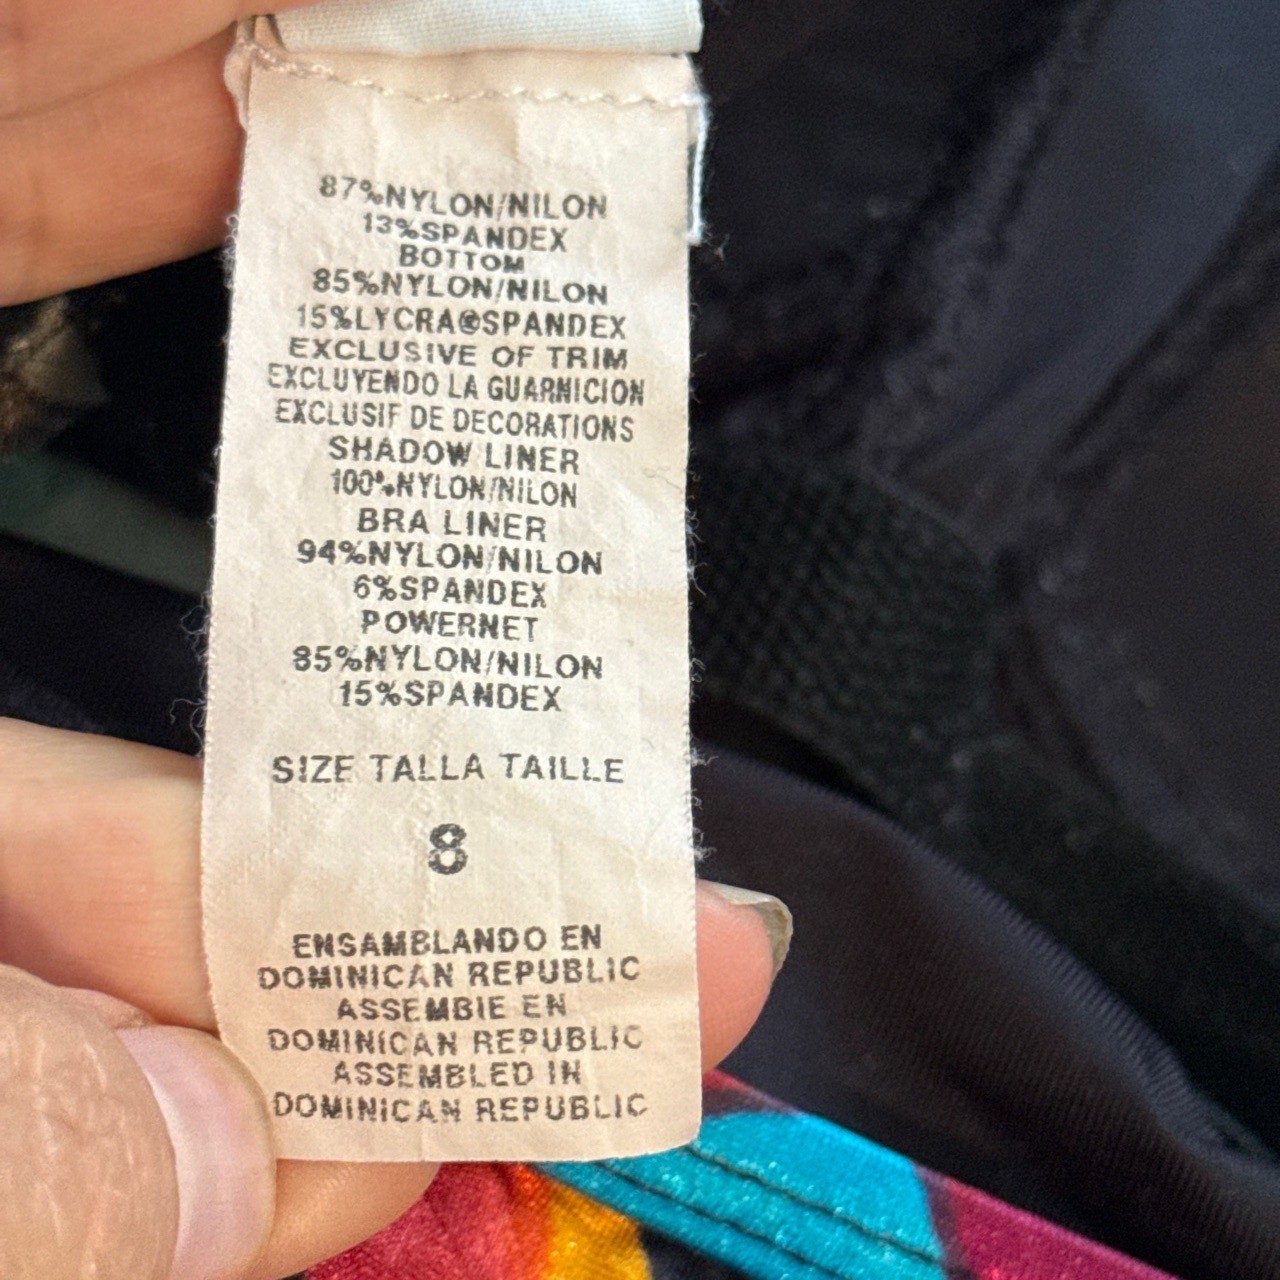 87%NYLON/NILON
13%SPANDEX
BOTTOM
85%NYLON/NILON
15%LYCRA®SPANDEX
EXCLUSIVE OF TRIM
EXCLUYENDO LA GUARNICION
EXCLUSIF DE DECORATIONS
SHADOW LINER
100%NYLON/NILON
BRA LINER
94%NYLON/NILON
6%SPANDEX
POWERNET
85%NYLON/NILON
15%SPANDEX
SIZE TALLA TAILLE
8
ENSAMBLANDO EN
DOMINICAN REPUBLIC
ASSEMBIE EN
DOMINICAN REPUBLIC
ASSEMBLED IN
DOMINICAN REPUBLIC